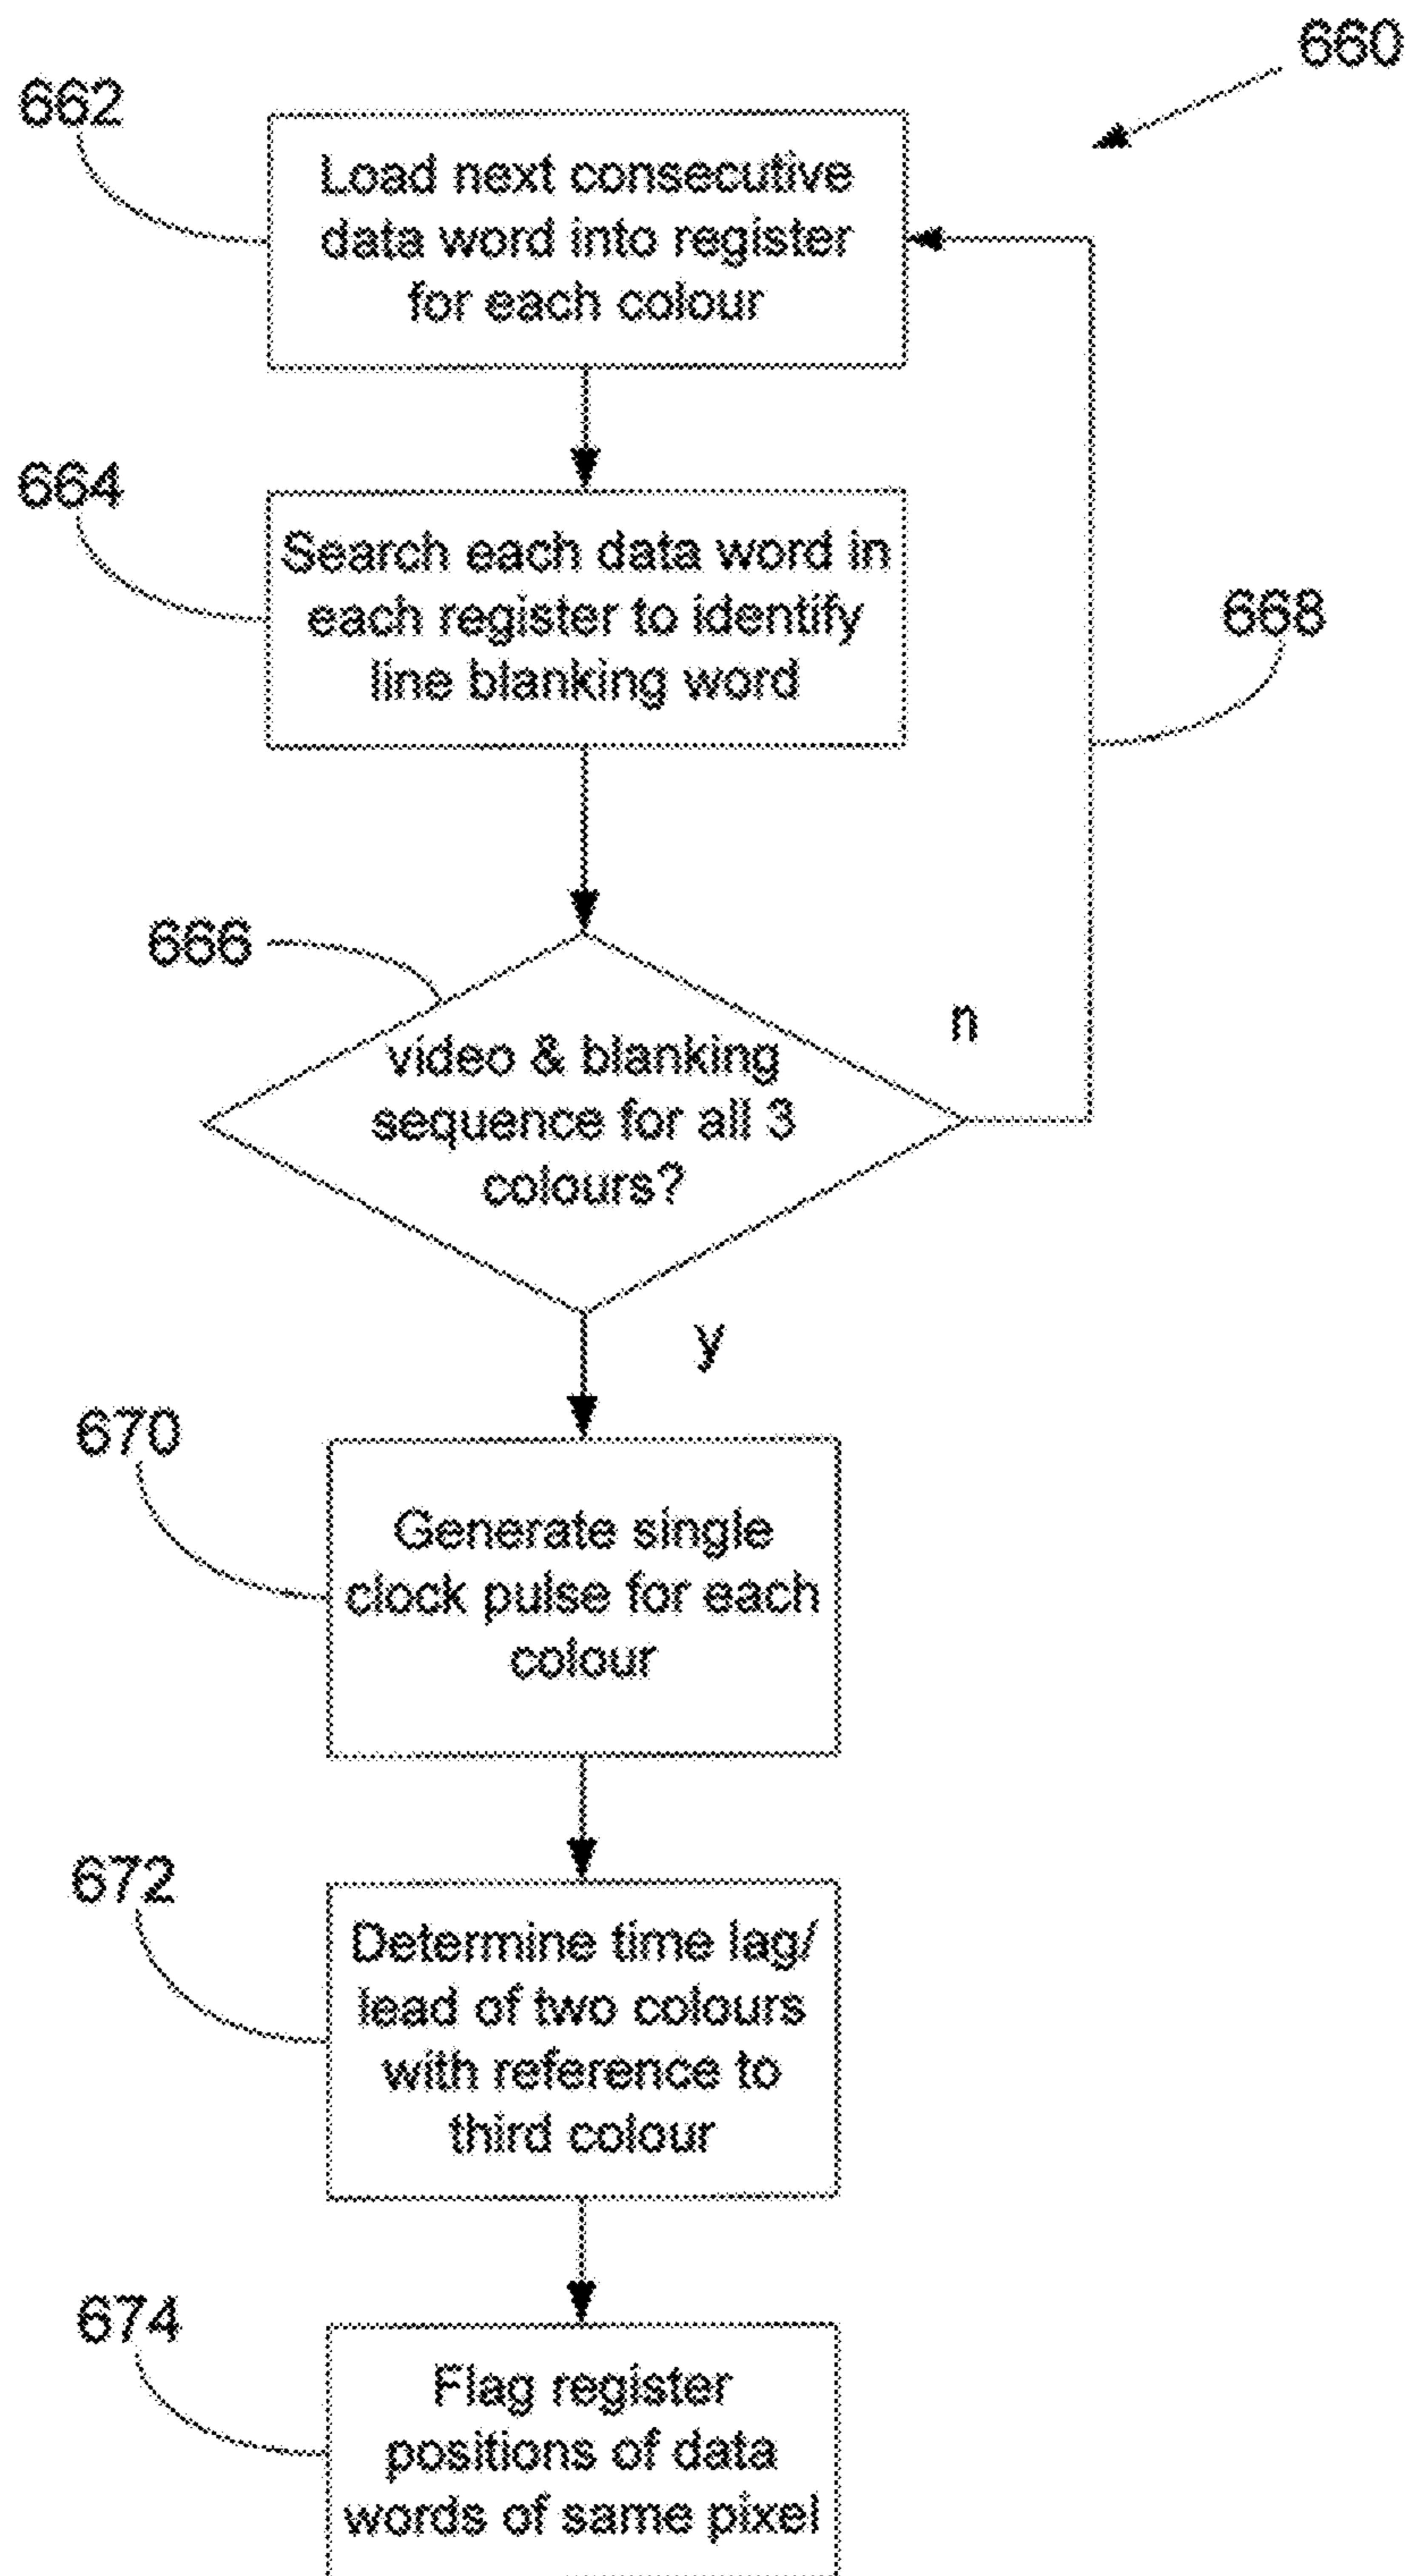 660
662
Load next consecutive
data word into register
for each colour
664
Search each data word in
each register to identify
line blanking word
668
666
n
video & blanking
sequence for all 3
colours?
y
670
Generate single
clock pulse for each
colour
672
Determine time lag/
lead of two colours
with reference to
third colour
674
Flag register
positions of data
words of same pixel